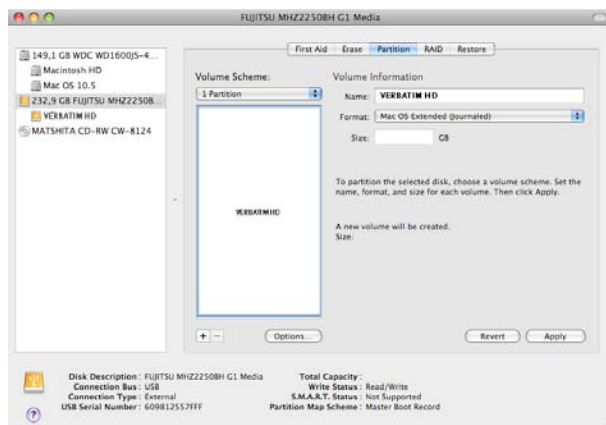 FUJITSU MHZ2250BH G1 Media
149,1 GB WDC WD1600JS-4...
Macintosh HD
Mac OS 10.5
232,9 GB FUJITSU MHZ2250B...
VERBATIM HD
MATSHITA CD-RW CW-8124
First Aid Erase Partition RAID Restore
Volume Scheme:
1 Partition
VERBATIM HD
+ - Options...
Volume Information
Name: VERBATIM HD
Format: Mac OS Extended (Journaled)
Size: GB
To partition the selected disk, choose a volume scheme. Set the
name, format, and size for each volume. Then click Apply.
A new volume will be created.
Size:
Revert Apply
Disk Description : FUJITSU MHZ2250BH G1 Media
Connection Bus : USB
Connection Type : External
USB Serial Number : 609812557FFF
Total Capacity :
Write Status : Read/Write
S.M.A.R.T. Status : Not Supported
Partition Map Scheme : Master Boot Record
?